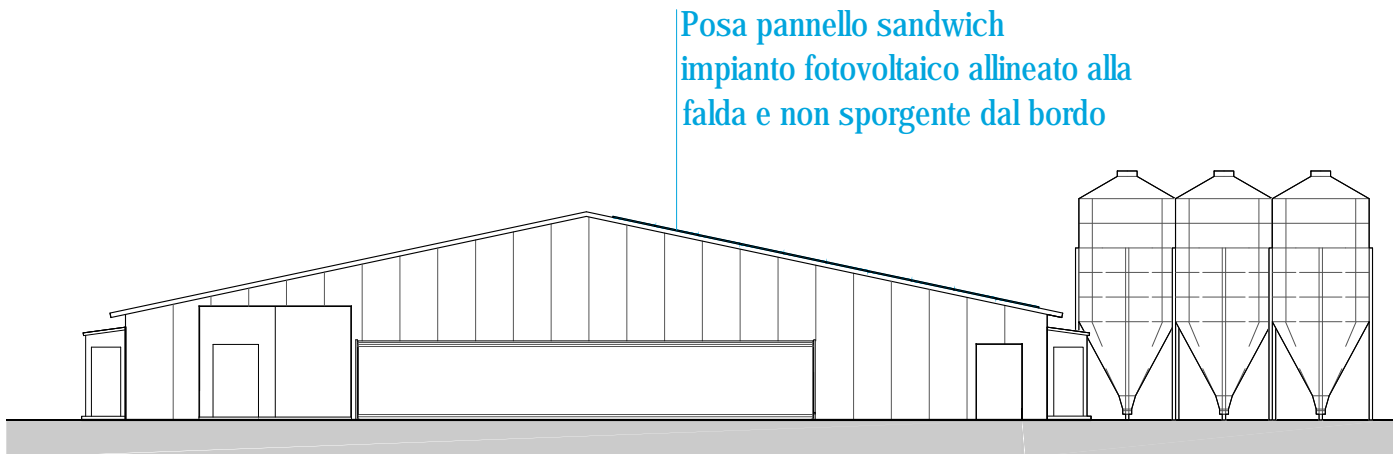 Posa pannello sandwich
impianto fotovoltaico allineato alla
falda e non sporgente dal bordo